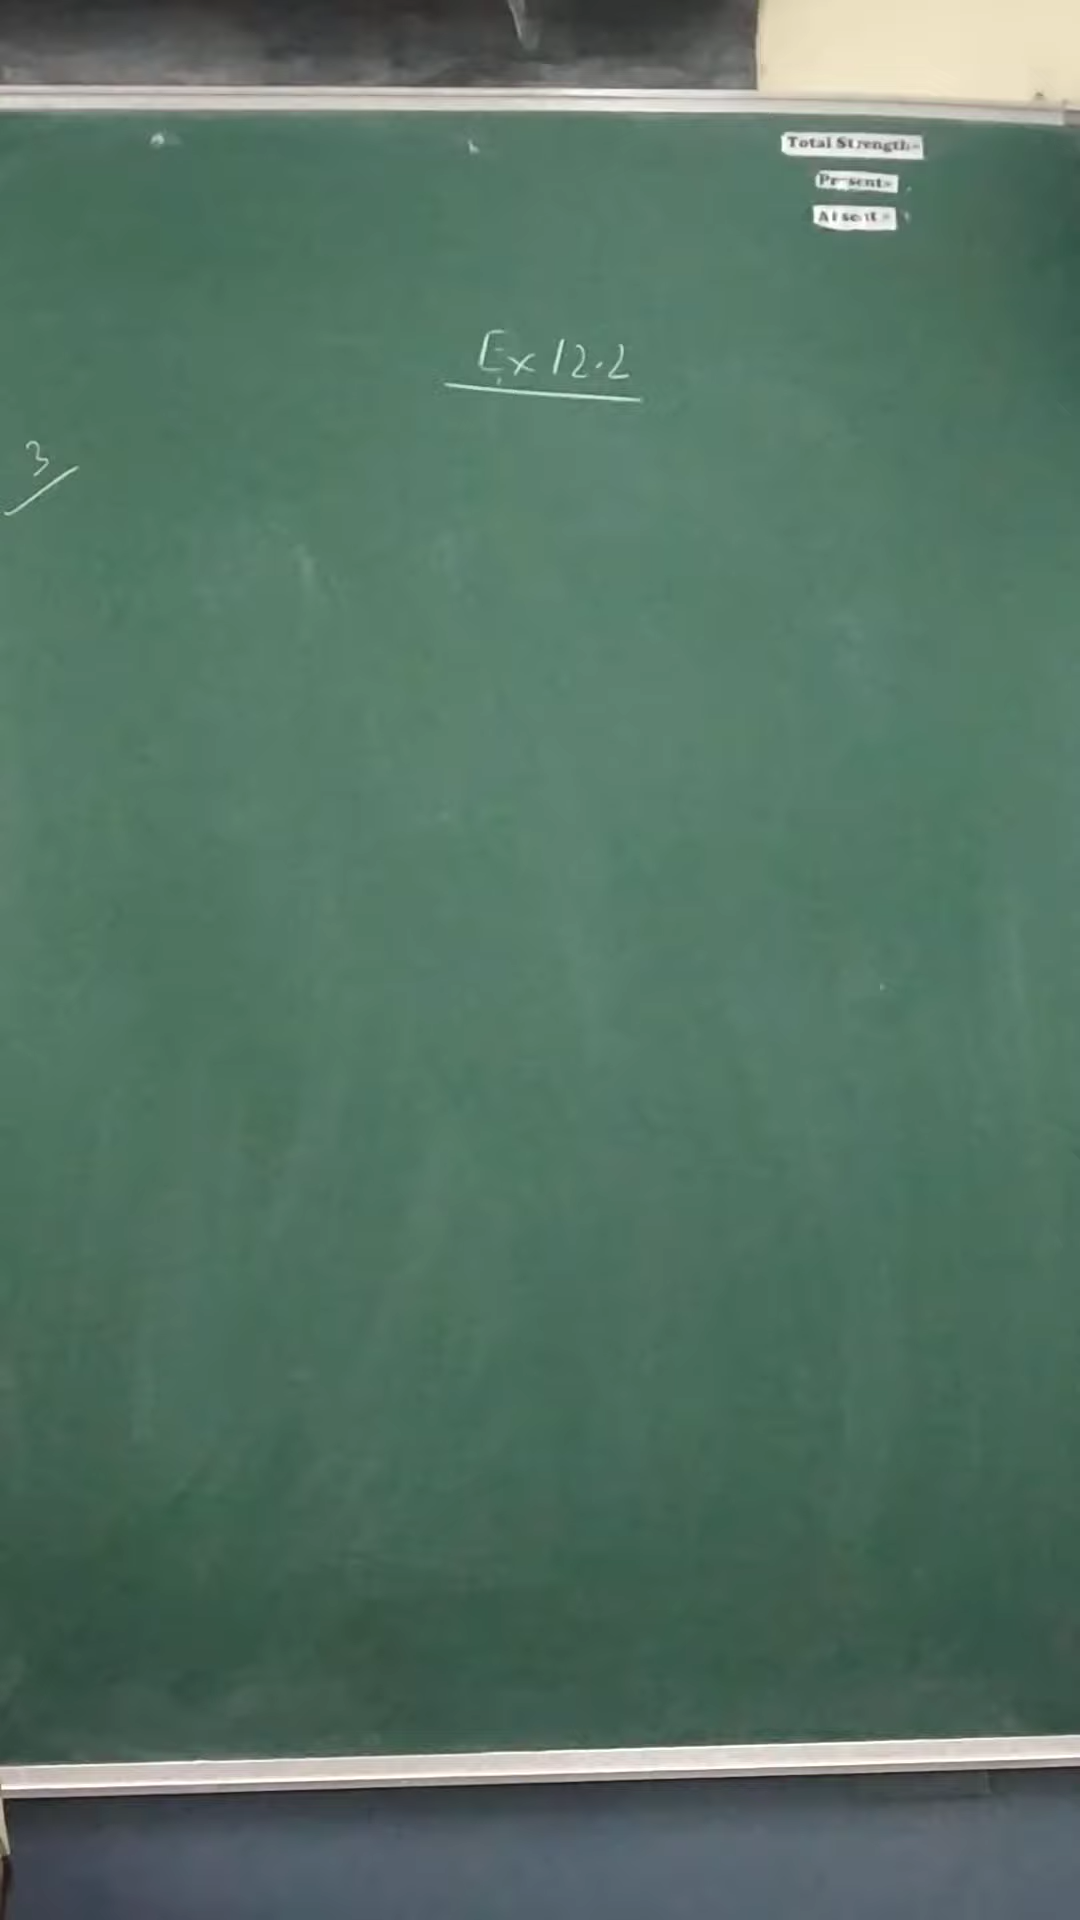 Total Strength=
Present=
Absent=
Ex 12.2
3